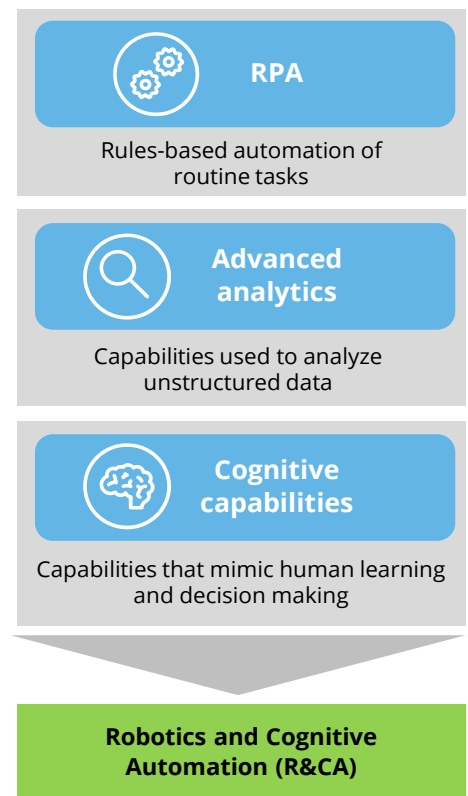 RPA
Rules-based automation of
routine tasks
Advanced
analytics
Capabilities used to analyze
unstructured data
Cognitive
capabilities
Capabilities that mimic human learning
and decision making
Robotics and Cognitive
Automation (R&CA)